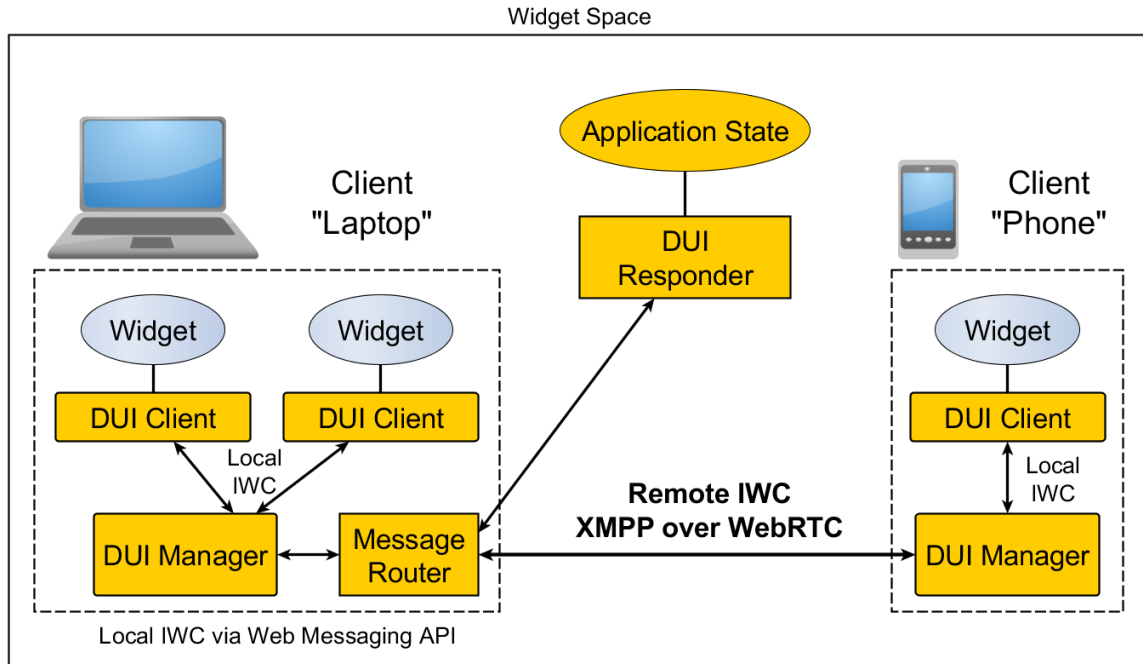 Widget Space
Application State
Client
"Laptop"
Client
"Phone"
DUI
Responder
Widget
Widget
Widget
DUI Client
DUI Client
DUI Client
Local
IWC
Local
IWC
Remote IWC
XMPP over WebRTC
DUI Manager
Message
Router
DUI Manager
Local IWC via Web Messaging API